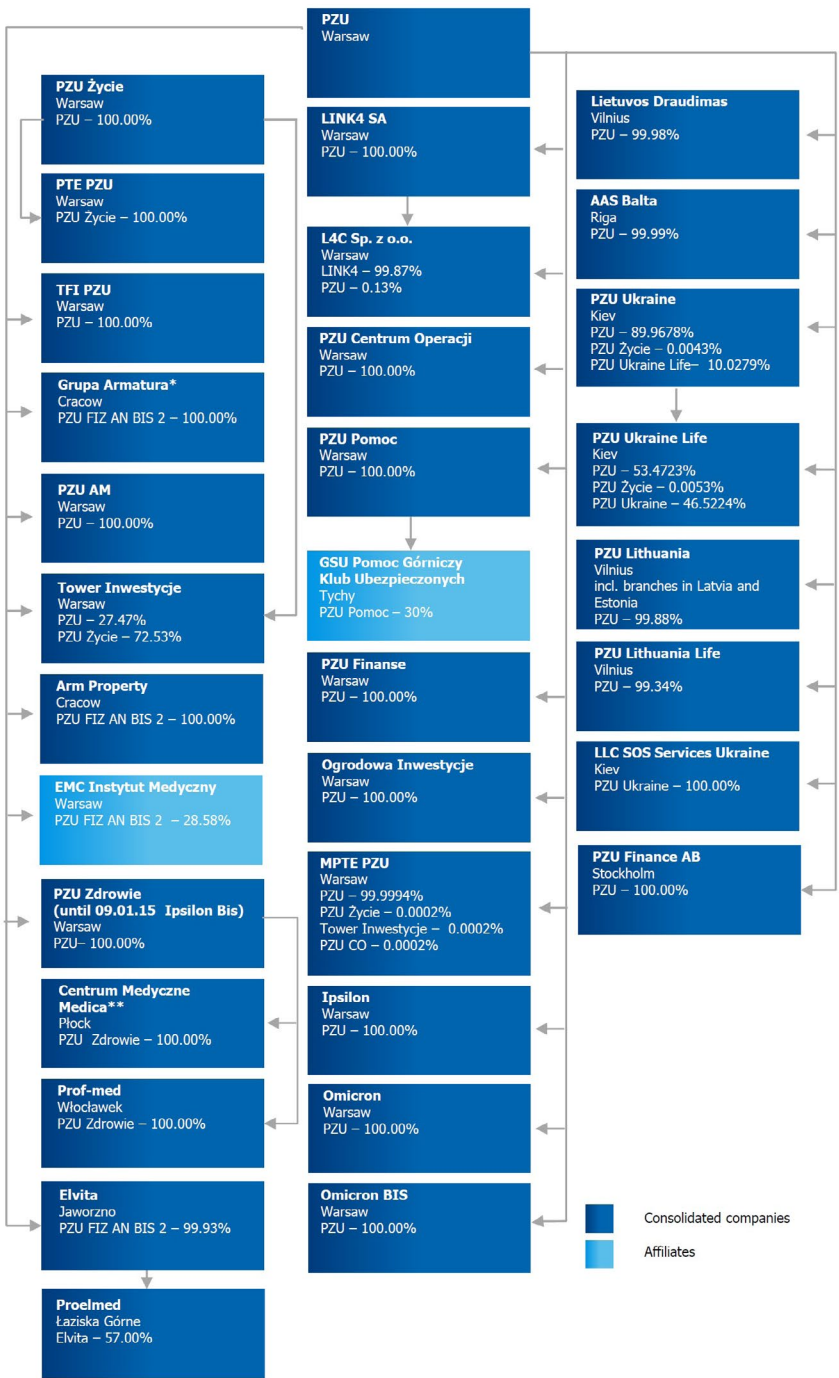 PZU
Warsaw
PZU Życie
Warsaw
PZU – 100.00%
PTE PZU
Warsaw
PZU Życie – 100.00%
TFI PZU
Warsaw
PZU – 100.00%
Grupa Armatura*
Cracow
PZU FIZ AN BIS 2 – 100.00%
PZU AM
Warsaw
PZU – 100.00%
Tower Inwestycje
Warsaw
PZU – 27.47%
PZU Życie – 72.53%
Arm Property
Cracow
PZU FIZ AN BIS 2 – 100.00%
EMC Instytut Medyczny
Warsaw
PZU FIZ AN BIS 2 – 28.58%
PZU Zdrowie
(until 09.01.15 Ipsilon Bis)
Warsaw
PZU– 100.00%
Centrum Medyczne
Medica**
Płock
PZU Zdrowie – 100.00%
Prof-med
Włocławek
PZU Zdrowie – 100.00%
Elvita
Jaworzno
PZU FIZ AN BIS 2 – 99.93%
Proelmed
Łaziska Górne
Elvita – 57.00%
LINK4 SA
Warsaw
PZU – 100.00%
L4C Sp. z o.o.
Warsaw
LINK4 – 99.87%
PZU – 0.13%
PZU Centrum Operacji
Warsaw
PZU – 100.00%
PZU Pomoc
Warsaw
PZU – 100.00%
GSU Pomoc Górniczy
Klub Ubezpieczonych
Tychy
PZU Pomoc – 30%
PZU Finanse
Warsaw
PZU – 100.00%
Ogrodowa Inwestycje
Warsaw
PZU – 100.00%
MPTE PZU
Warsaw
PZU – 99.9994%
PZU Życie – 0.0002%
Tower Inwestycje – 0.0002%
PZU CO – 0.0002%
Ipsilon
Warsaw
PZU – 100.00%
Omicron
Warsaw
PZU – 100.00%
Omicron BIS
Warsaw
PZU – 100.00%
Lietuvos Draudimas
Vilnius
PZU – 99.98%
AAS Balta
Riga
PZU – 99.99%
PZU Ukraine
Kiev
PZU – 89.9678%
PZU Życie – 0.0043%
PZU Ukraine Life– 10.0279%
PZU Ukraine Life
Kiev
PZU – 53.4723%
PZU Życie – 0.0053%
PZU Ukraine – 46.5224%
PZU Lithuania
Vilnius
incl. branches in Latvia and
Estonia
PZU – 99.88%
PZU Lithuania Life
Vilnius
PZU – 99.34%
LLC SOS Services Ukraine
Kiev
PZU Ukraine – 100.00%
PZU Finance AB
Stockholm
PZU – 100.00%
Consolidated companies
Affiliates